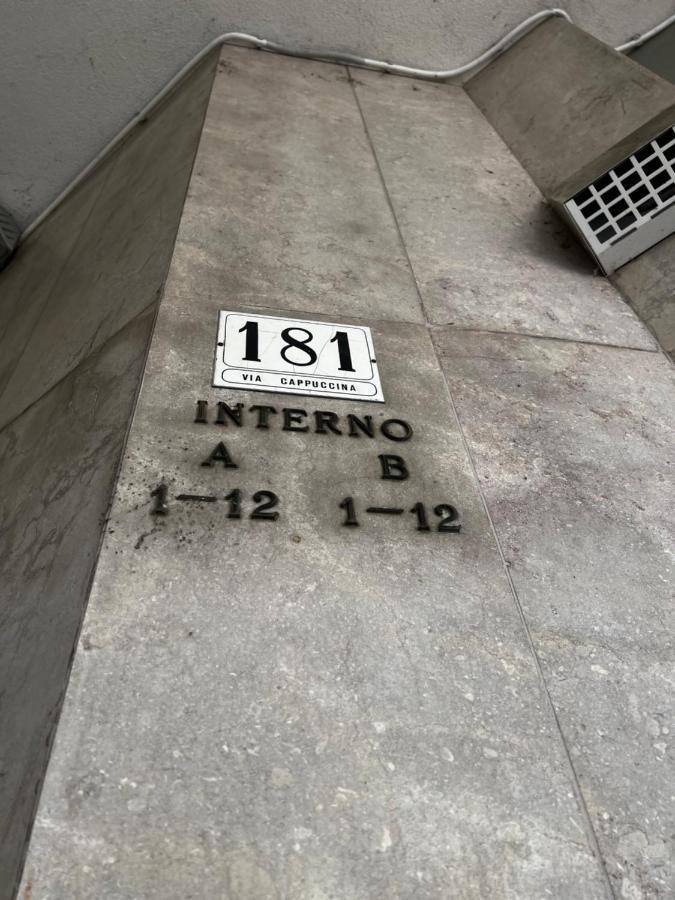 181
VIA CAPPUCCINA
INTERNO
A B
1—12 1—12